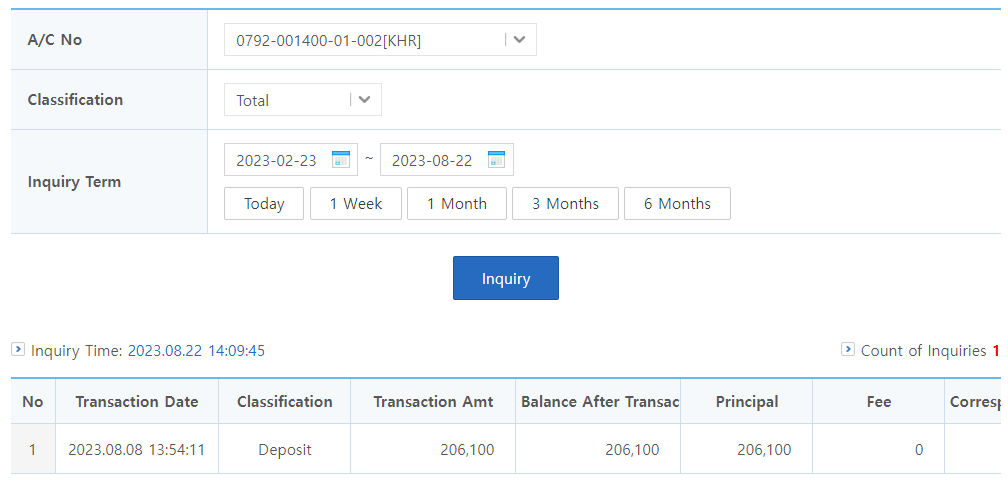 A/C No
0792-001400-01-002[KHR]
Classification
Total
Inquiry Term
2023-02-23 ~ 2023-08-22
Today 1 Week 1 Month 3 Months 6 Months
Inquiry
Inquiry Time: 2023.08.22 14:09:45 Count of Inquiries 1
No Transaction Date Classification Transaction Amt Balance After Transac Principal Fee Corresp
1 2023.08.08 13:54:11 Deposit 206,100 206,100 206,100 0